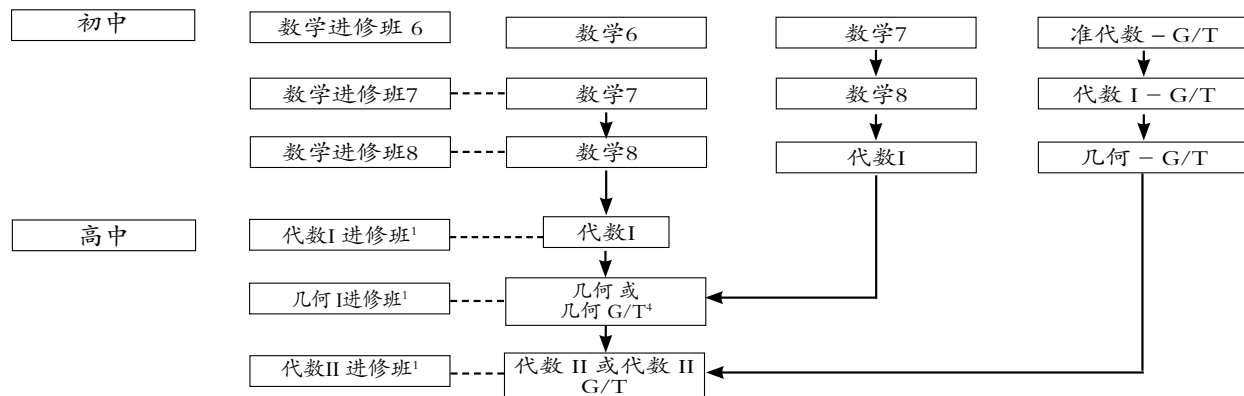 初中
数学进修班 6
数学6
数学7
准代数 – G/T
数学进修班7
数学7
数学8
代数 I – G/T
数学进修班8
数学8
代数I
几何 – G/T
高中
代数I 进修班¹
代数I
几何 I进修班¹
几何 或
几何 G/T⁴
代数II 进修班¹
代数 II 或代数 II
G/T